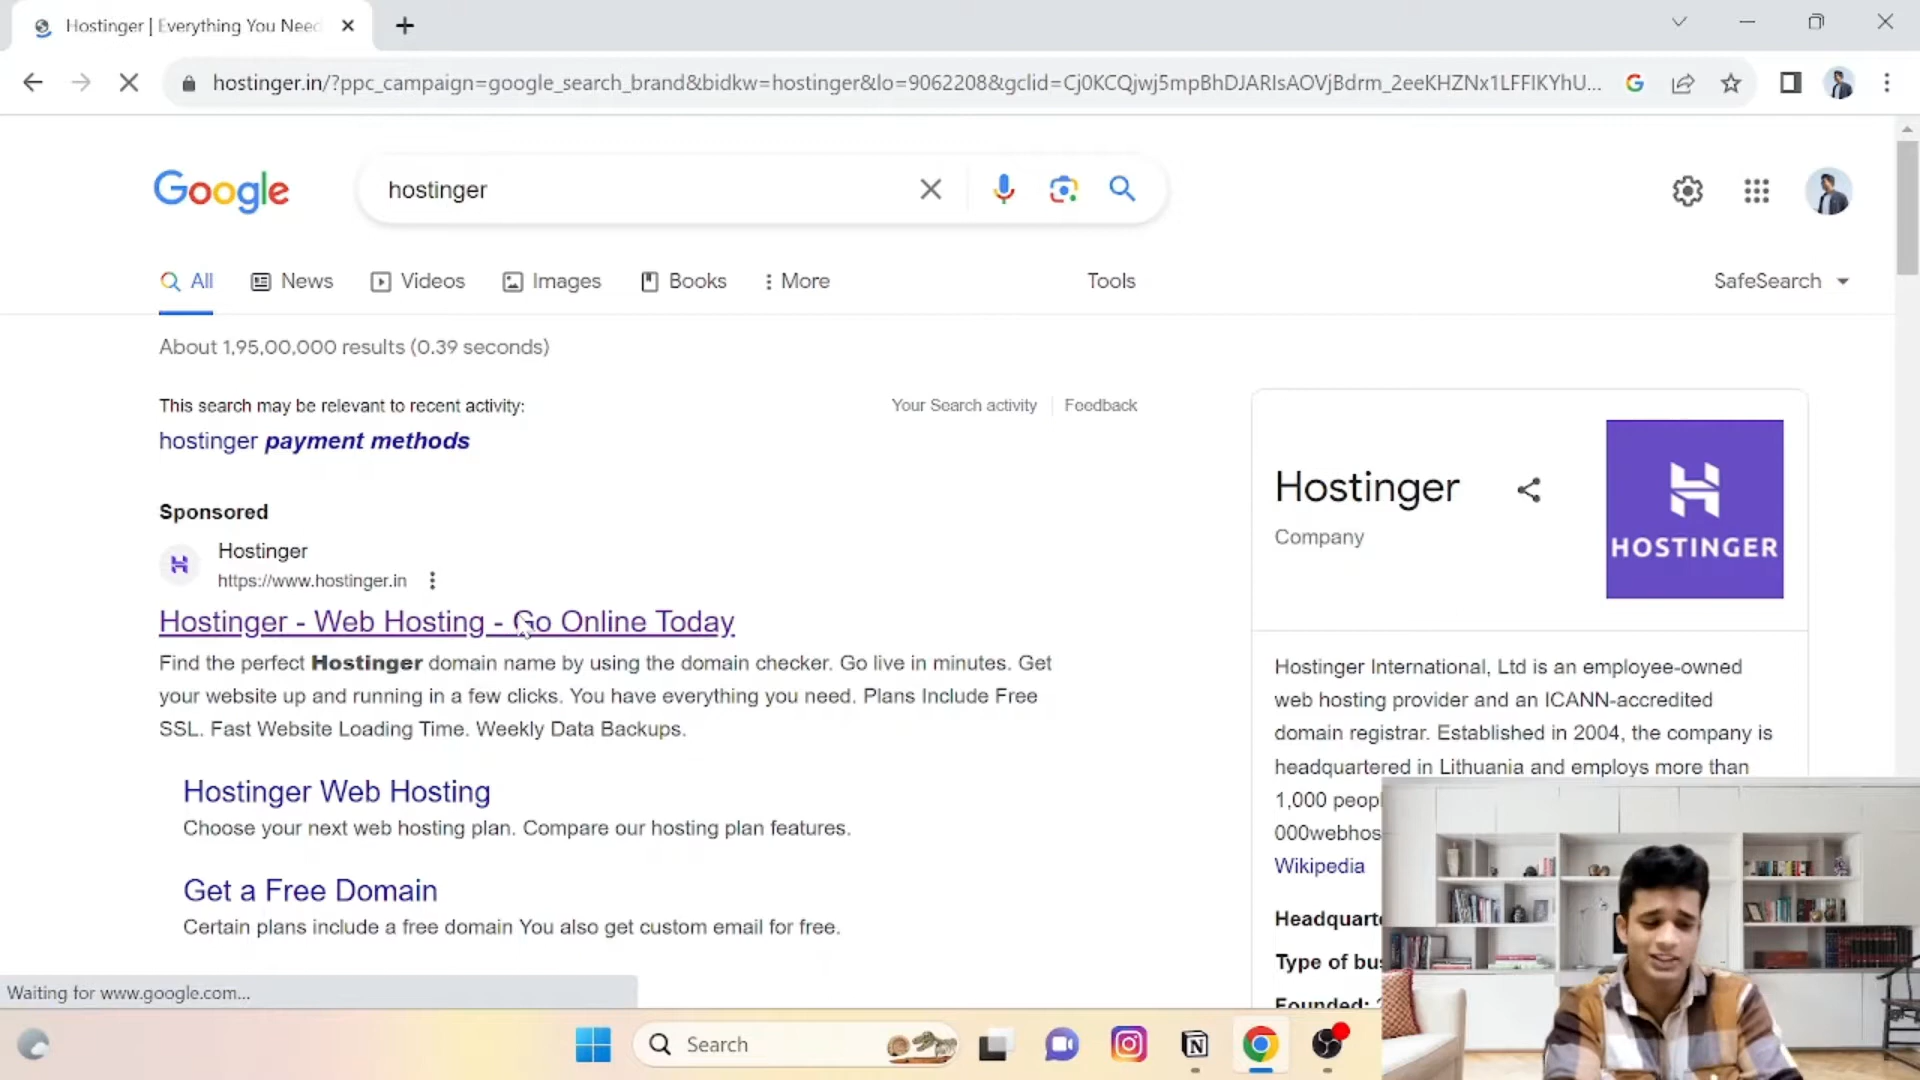 Hostinger | Everything You Need
hostinger.in/?ppc_campaign=google_search_brand&bidkw=hostinger&lo=9062208&gclid=Cj0KCQjwj5mpBhDJARIsAOVjBdrm_2eeKHZNx1LFFlKYhU...
Google
hostinger
All
News
Videos
Images
Books
More
Tools
SafeSearch
About 1,95,00,000 results (0.39 seconds)
This search may be relevant to recent activity:
Your Search activity
Feedback
hostinger payment methods
Sponsored
Hostinger
https://www.hostinger.in
Hostinger - Web Hosting - Go Online Today
Find the perfect Hostinger domain name by using the domain checker. Go live in minutes. Get
your website up and running in a few clicks. You have everything you need. Plans Include Free
SSL. Fast Website Loading Time. Weekly Data Backups.
Hostinger Web Hosting
Choose your next web hosting plan. Compare our hosting plan features.
Get a Free Domain
Certain plans include a free domain You also get custom email for free.
Hostinger
Company
HOSTINGER
Hostinger International, Ltd is an employee-owned
web hosting provider and an ICANN-accredited
domain registrar. Established in 2004, the company is
headquartered in Lithuania and employs more than
1,000 peop
000webhos
Wikipedia
Headquarte
Type of bus
Founded:
Waiting for www.google.com...
Search